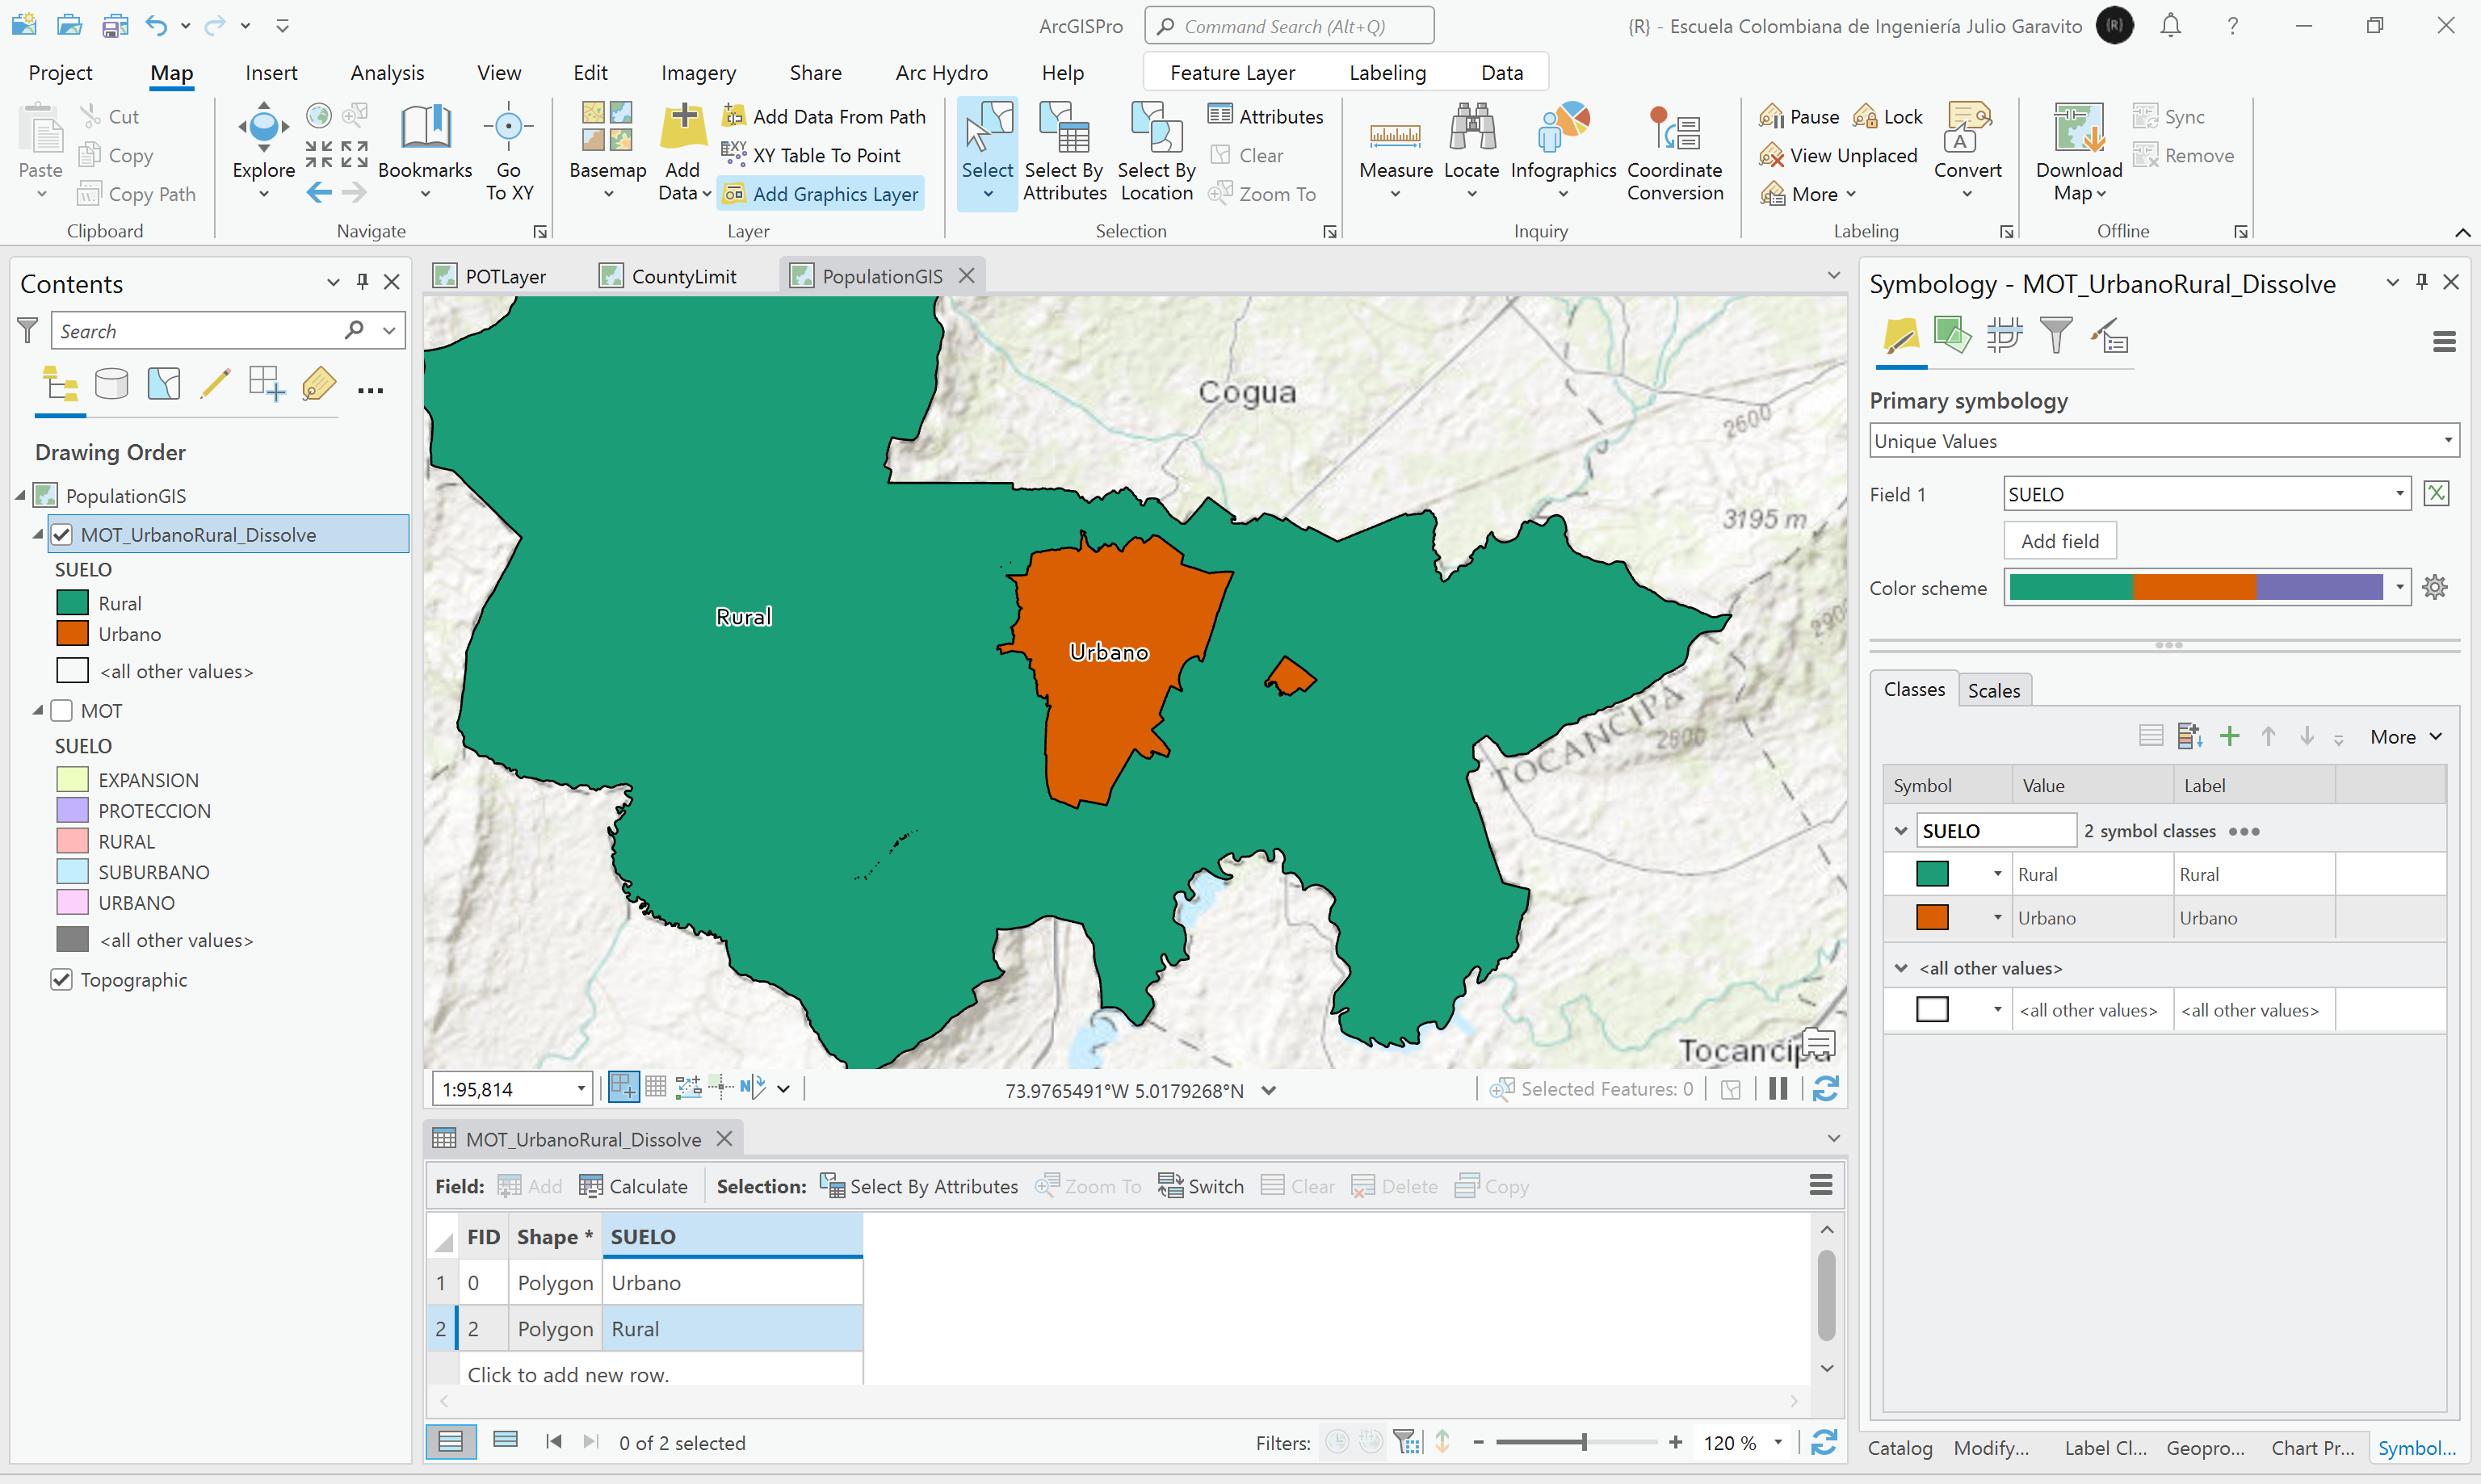 ArcGISPro
Command Search (Alt+Q)
{R} - Escuela Colombiana de Ingeniería Julio Garavito
{R}
?
Project
Map
Insert
Analysis
View
Edit
Imagery
Share
Arc Hydro
Help
Feature Layer
Labeling
Data
Paste
Cut
Copy
Copy Path
Clipboard
Explore
Bookmarks
Go
To XY
Navigate
Basemap
Add
Data
Add Data From Path
XY Table To Point
Add Graphics Layer
Layer
Select
Select By
Attributes
Select By
Location
Attributes
Clear
Zoom To
Selection
Measure
Locate
Infographics
Coordinate
Conversion
Inquiry
Pause
Lock
View Unplaced
More
Convert
Labeling
Download
Map
Sync
Remove
Offline
Contents
Search
Drawing Order
PopulationGIS
MOT_UrbanoRural_Dissolve
SUELO
Rural
Urbano
<all other values>
MOT
SUELO
EXPANSION
PROTECCION
RURAL
SUBURBANO
URBANO
<all other values>
Topographic
POTLayer
CountyLimit
PopulationGIS
Cogua
2600
3195 m
2900
Rural
Urbano
TOCANCIPA
2800
Tocancipa
1:95,814
73.9765491°W 5.0179268°N
Selected Features: 0
MOT_UrbanoRural_Dissolve
Field:
Add
Calculate
Selection:
Select By Attributes
Zoom To
Switch
Clear
Delete
Copy
FID Shape * SUELO
1 0 Polygon Urbano
2 2 Polygon Rural
Click to add new row.
0 of 2 selected
Filters:
120 %
Symbology - MOT_UrbanoRural_Dissolve
Primary symbology
Unique Values
Field 1
SUELO
Add field
Color scheme
Classes
Scales
More
Symbol Value Label
SUELO 2 symbol classes
Rural Rural
Urbano Urbano
<all other values>
<all other values> <all other values>
Catalog
Modify...
Label Cl...
Geopro...
Chart Pr...
Symbol...